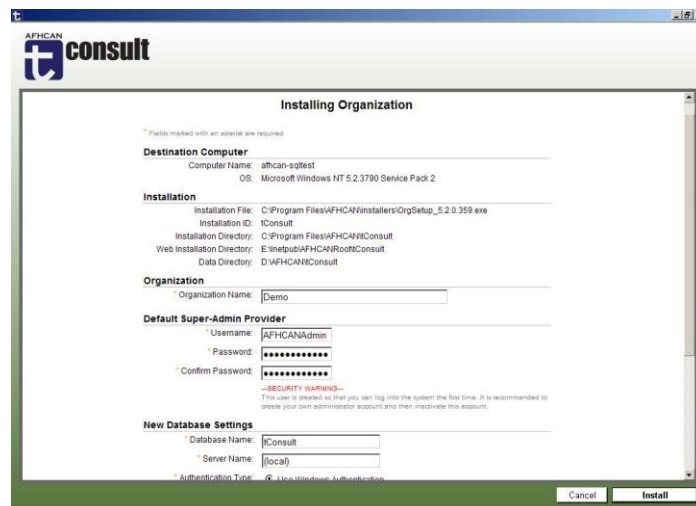 t
AFHCAN
t consult
Installing Organization
* Fields marked with an asterisk are required
Destination Computer
Computer Name: afhcan-sqltest
OS: Microsoft Windows NT 5.2.3790 Service Pack 2
Installation
Installation File: C:\Program Files\AFHCAN\installers\OrgSetup_5.2.0.359.exe
Installation ID: tConsult
Installation Directory: C:\Program Files\AFHCAN\tConsult
Web Installation Directory: E:\Inetpub\AFHCANRoot\tConsult
Data Directory: D:\AFHCAN\tConsult
Organization
* Organization Name: Demo
Default Super-Admin Provider
* Username: AFHCANAdmin
* Password: ●●●●●●●●●●●●
* Confirm Password: ●●●●●●●●●●●●
--SECURITY WARNING--
This user is created so that you can log into the system the first time. It is recommended to
create your own administrator account and then inactivate this account.
New Database Settings
* Database Name: tConsult
* Server Name: (local)
* Authentication Type: Use Windows Authentication
Cancel Install